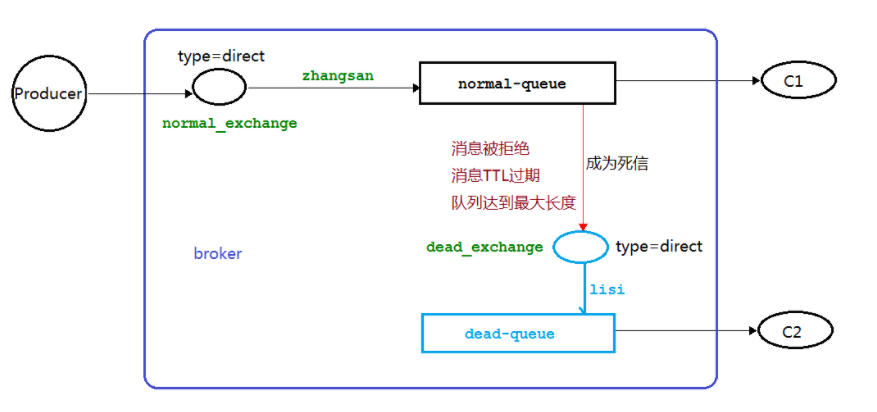 type=direct
Producer
zhangsan
normal-queue
C1
normal_exchange
消息被拒绝
消息TTL过期
队列达到最大长度
成为死信
broker
dead_exchange
type=direct
lisi
dead-queue
C2